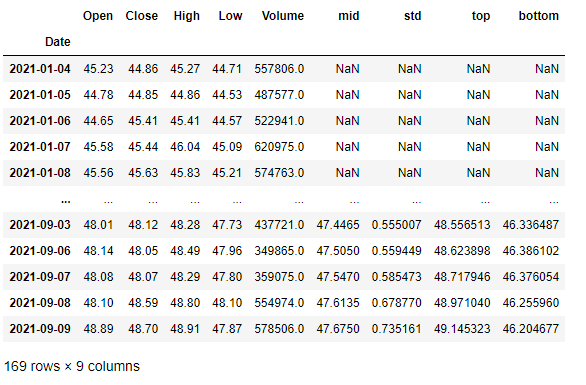 Open Close High Low Volume mid std top bottom
Date
2021-01-04 45.23 44.86 45.27 44.71 557806.0 NaN NaN NaN NaN
2021-01-05 44.78 44.85 44.86 44.53 487577.0 NaN NaN NaN NaN
2021-01-06 44.65 45.41 45.41 44.57 522941.0 NaN NaN NaN NaN
2021-01-07 45.58 45.44 46.04 45.09 620975.0 NaN NaN NaN NaN
2021-01-08 45.56 45.63 45.83 45.21 574763.0 NaN NaN NaN NaN
... ... ... ... ... ... ... ... ... ...
2021-09-03 48.01 48.12 48.28 47.73 437721.0 47.4465 0.555007 48.556513 46.336487
2021-09-06 48.14 48.05 48.49 47.96 349865.0 47.5050 0.559449 48.623898 46.386102
2021-09-07 48.08 48.07 48.29 47.80 359075.0 47.5470 0.585473 48.717946 46.376054
2021-09-08 48.10 48.59 48.80 48.10 554974.0 47.6135 0.678770 48.971040 46.255960
2021-09-09 48.89 48.70 48.91 47.87 578506.0 47.6750 0.735161 49.145323 46.204677
169 rows × 9 columns